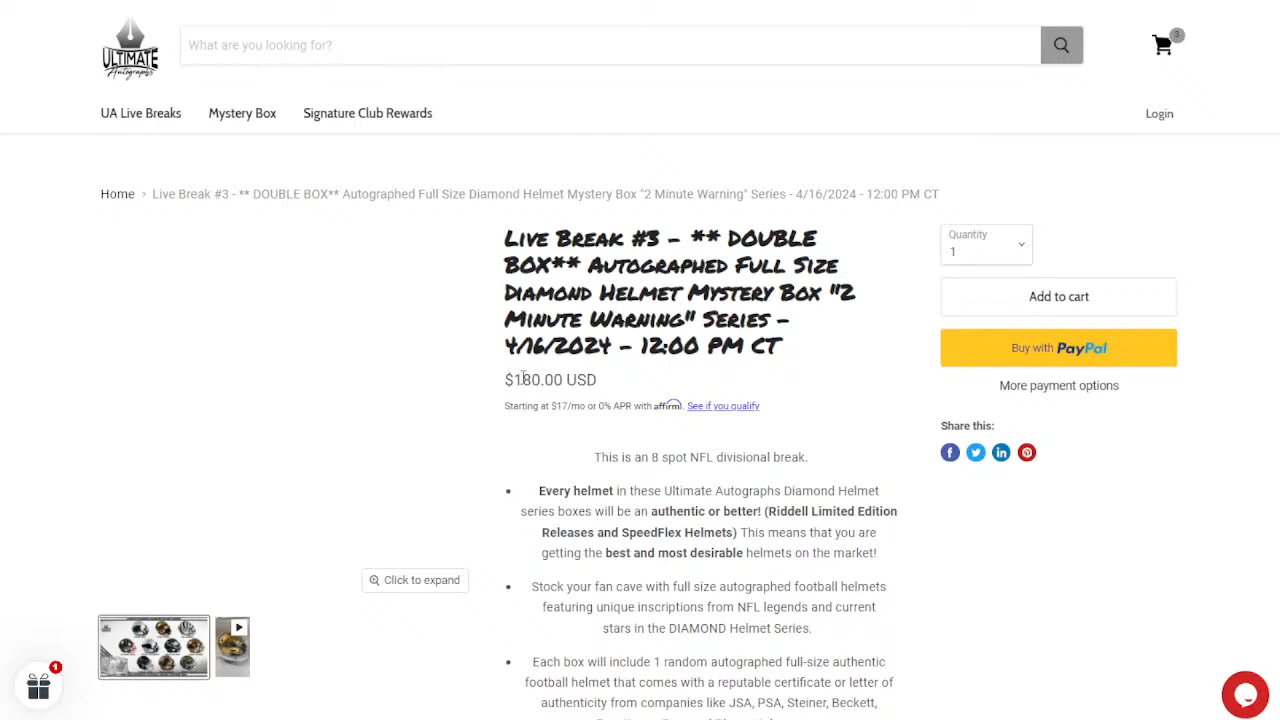 ULTIMATE
Autographs
What are you looking for?
3
UA Live Breaks
Mystery Box
Signature Club Rewards
Login
Home › Live Break #3 - ** DOUBLE BOX** Autographed Full Size Diamond Helmet Mystery Box "2 Minute Warning" Series - 4/16/2024 - 12:00 PM CT
Live Break #3 - ** DOUBLE
BOX** Autographed Full Size
Diamond Helmet Mystery Box "2
Minute Warning" Series -
4/16/2024 - 12:00 PM CT
$180.00 USD
Starting at $17/mo or 0% APR with affirm. See if you qualify
This is an 8 spot NFL divisional break.
• Every helmet in these Ultimate Autographs Diamond Helmet
series boxes will be an authentic or better! (Riddell Limited Edition
Releases and SpeedFlex Helmets) This means that you are
getting the best and most desirable helmets on the market!
• Stock your fan cave with full size autographed football helmets
featuring unique inscriptions from NFL legends and current
stars in the DIAMOND Helmet Series.
• Each box will include 1 random autographed full-size authentic
football helmet that comes with a reputable certificate or letter of
authenticity from companies like JSA, PSA, Steiner, Beckett,
Quantity
1
Add to cart
Buy with PayPal
More payment options
Share this:
Click to expand
1